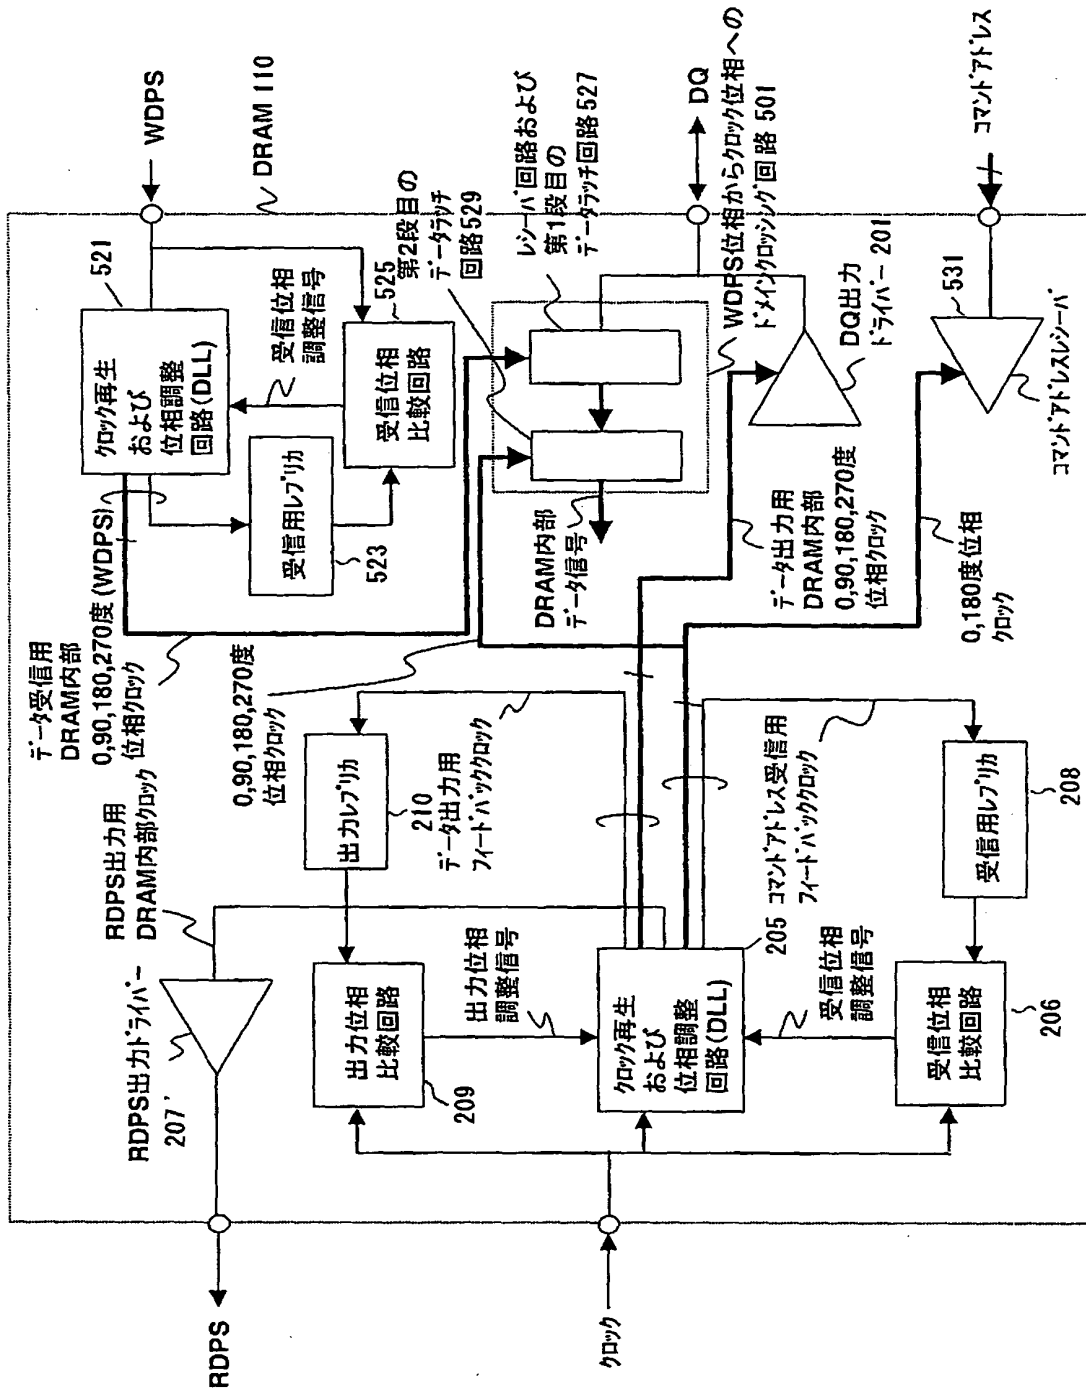 WDPS
DRAM 110
DQ
コマンドアドレス
521
クロック再生
および
位相調整
回路(DLL)
受信位相
調整信号
525
受信位相
比較回路
受信用レプリカ
523
第2段目の
データラッチ
回路529
レシーバ回路および
第1段目の
データラッチ回路527
WDPS位相からクロック位相への
ドメインクロッシング回路 501
DQ出力
ドライバー 201
531
コマンドアドレスレシーバ
DRAM内部
データ信号
データ出力用
DRAM内部
0,90,180,270度
位相クロック
0,180度位相
クロック
データ受信用
DRAM内部
0,90,180,270度(WDPS)
位相クロック
0,90,180,270度
位相クロック
RDPS出力用
DRAM内部クロック
出力レプリカ
210
データ出力用
フィードバッククロック
205
コマンドアドレス受信用
フィードバッククロック
受信用レプリカ
208
RDPS出力ドライバー
207'
出力位相
比較回路
209
出力位相
調整信号
クロック再生
および
位相調整
回路(DLL)
受信位相
調整信号
受信位相
比較回路
206
RDPS
クロック